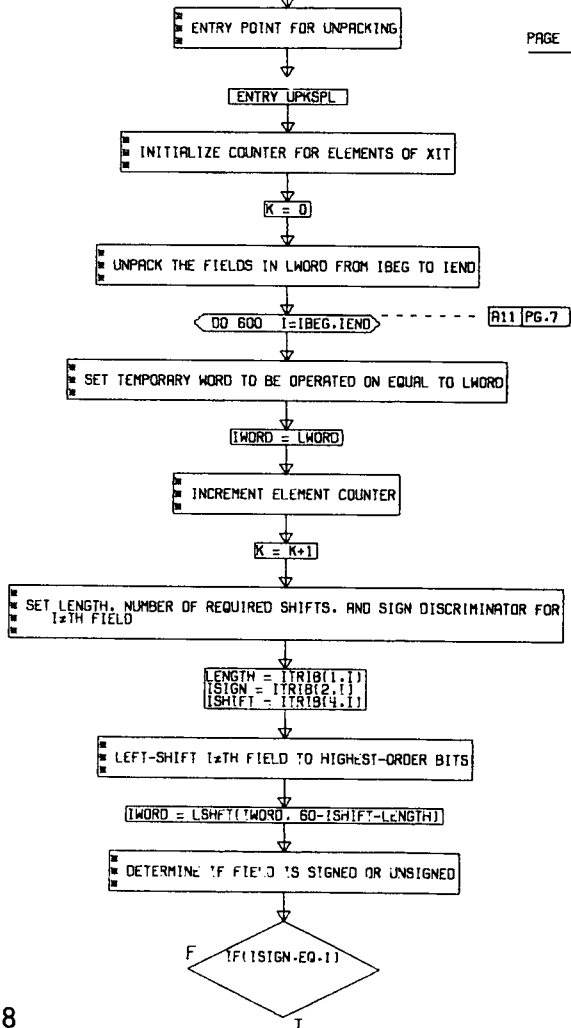 ENTRY POINT FOR UNPACKING
PAGE
ENTRY UPKSPL
INITIALIZE COUNTER FOR ELEMENTS OF XIT
K = 0
UNPACK THE FIELDS IN LWORD FROM IBEG TO IEND
DO 600 I=IBEG,IEND
A11 PG.7
SET TEMPORARY WORD TO BE OPERATED ON EQUAL TO LWORD
IWORD = LWORD
INCREMENT ELEMENT COUNTER
K = K+1
SET LENGTH, NUMBER OF REQUIRED SHIFTS, AND SIGN DISCRIMINATOR FOR
I≠TH FIELD
LENGTH = ITRIB(1,I)
ISIGN = ITRIB(2,I)
ISHIFT = ITRIB(4,I)
LEFT-SHIFT I≠TH FIELD TO HIGHEST-ORDER BITS
IWORD = LSHFT(IWORD, 60-ISHIFT-LENGTH)
DETERMINE IF FIELD IS SIGNED OR UNSIGNED
F
IF(ISIGN.EQ.1)
8
T